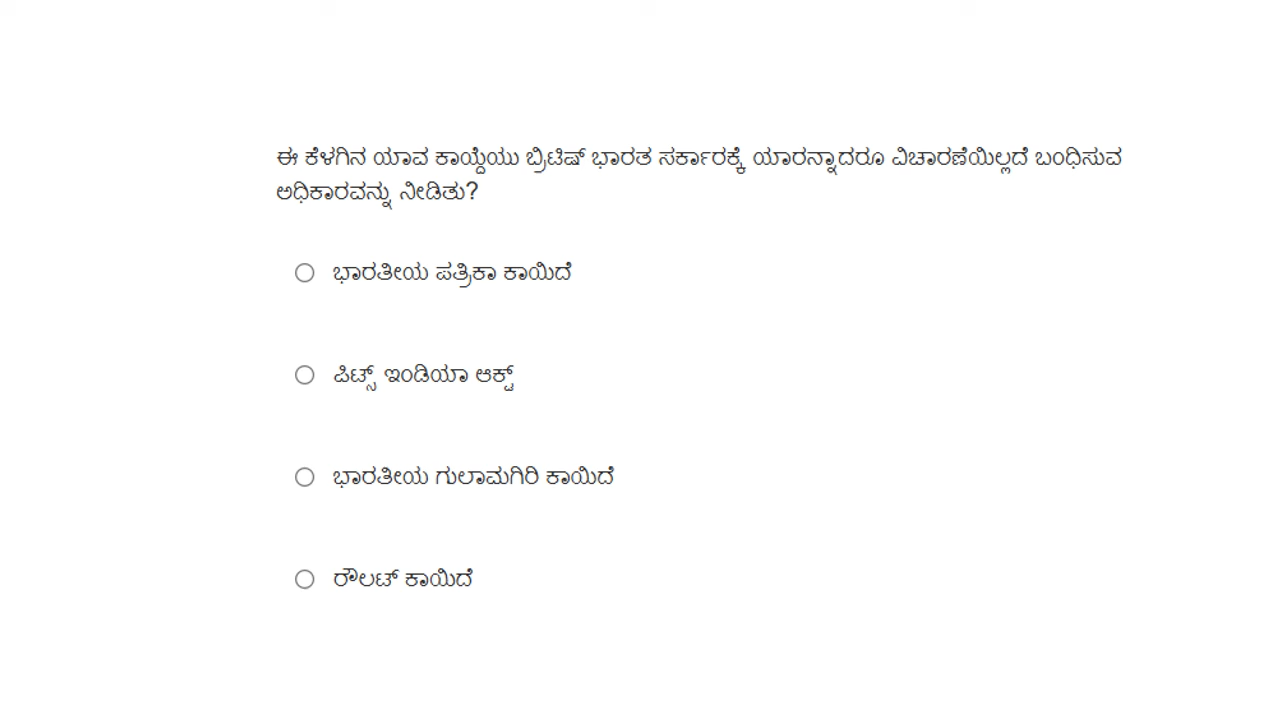 ಈ ಕೆಳಗಿನ ಯಾವ ಕಾಯ್ದೆಯು ಬ್ರಿಟಿಷ್ ಭಾರತ ಸರ್ಕಾರಕ್ಕೆ ಯಾರನ್ನಾದರೂ ವಿಚಾರಣೆಯಿಲ್ಲದೆ ಬಂಧಿಸುವ
ಅಧಿಕಾರವನ್ನು ನೀಡಿತು?
ಭಾರತೀಯ ಪತ್ರಿಕಾ ಕಾಯಿದೆ
ಪಿಟ್ಸ್ ಇಂಡಿಯಾ ಆಕ್ಟ್
ಭಾರತೀಯ ಗುಲಾಮಗಿರಿ ಕಾಯಿದೆ
ರೌಲಟ್ ಕಾಯಿದೆ